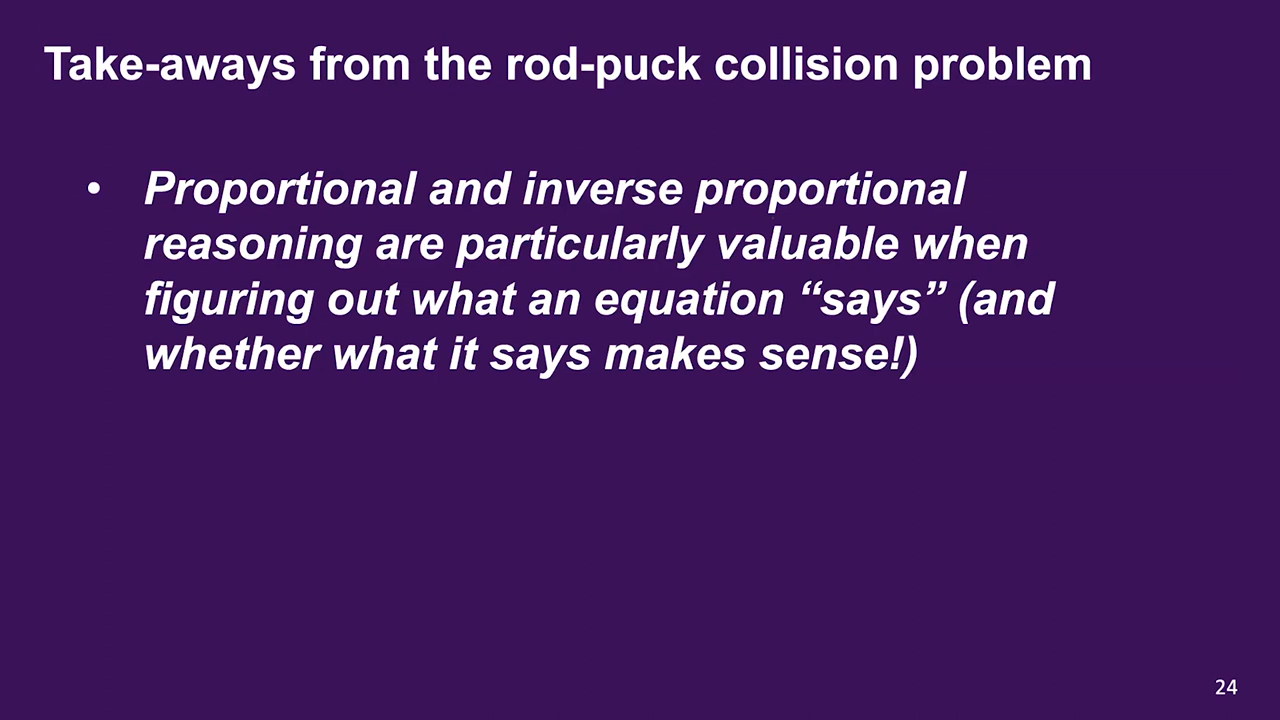 Take-aways from the rod-puck collision problem
• Proportional and inverse proportional
reasoning are particularly valuable when
figuring out what an equation “says” (and
whether what it says makes sense!)
24